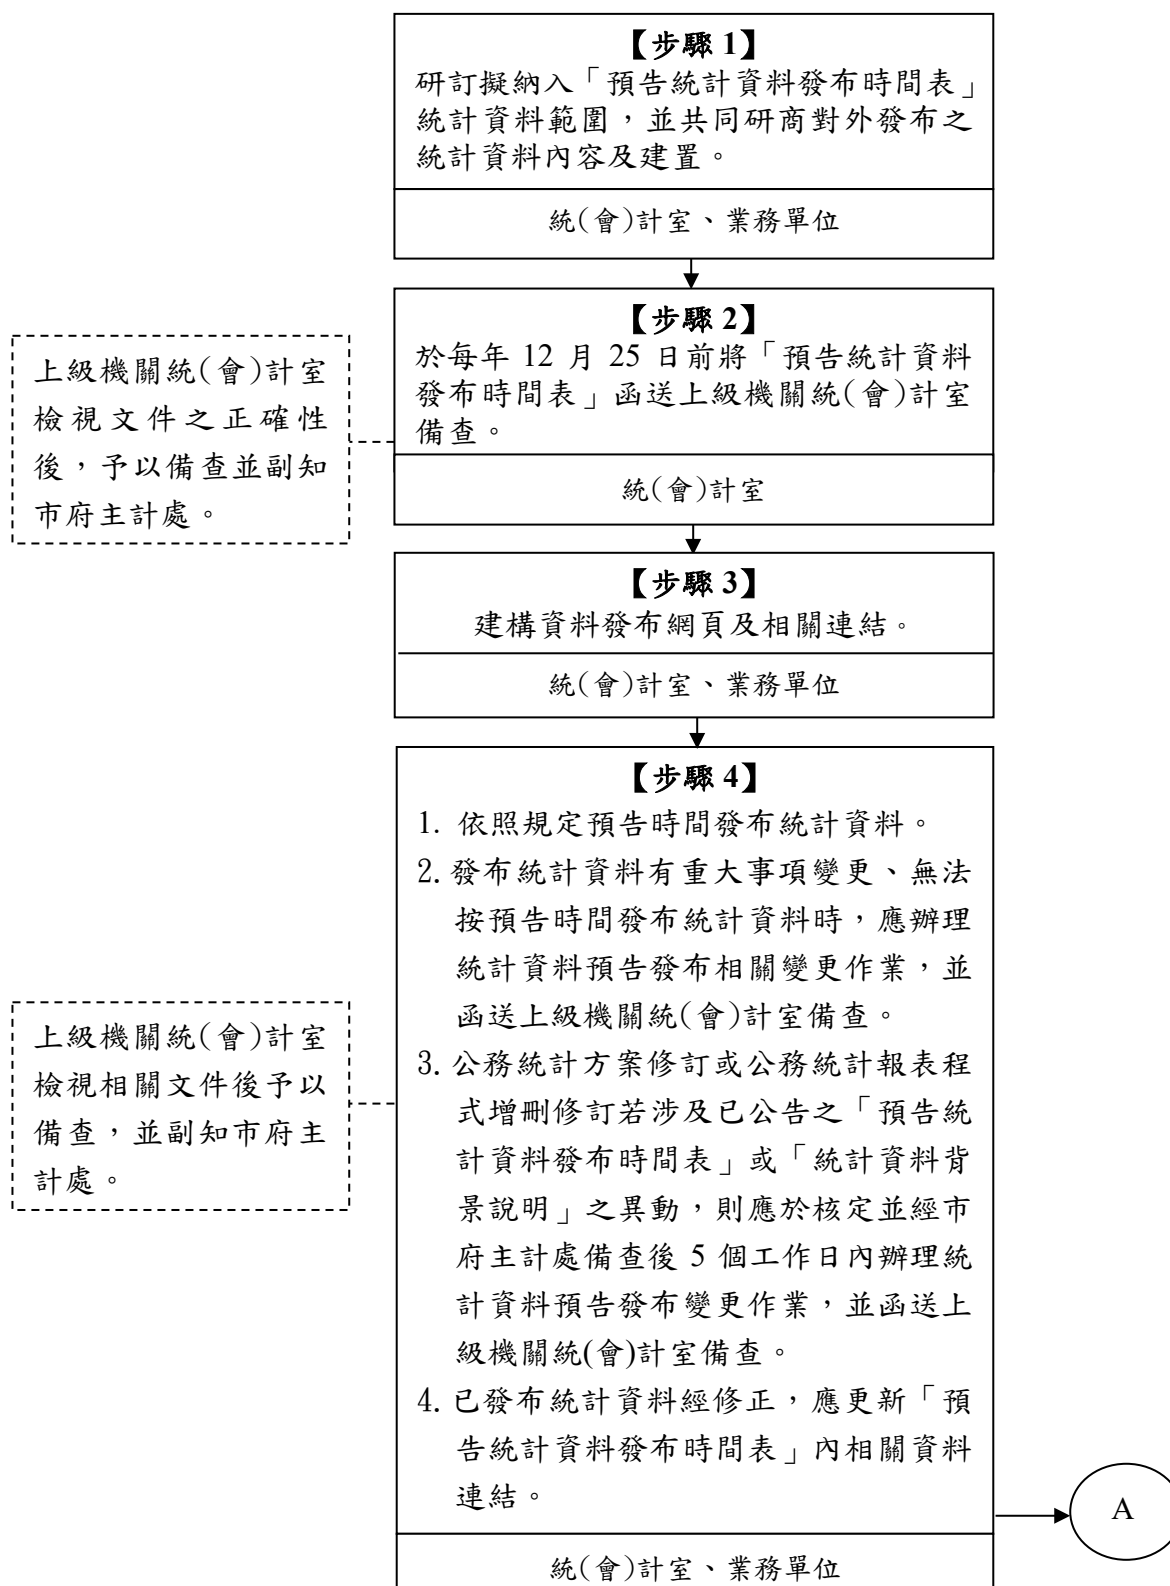 【步驟 1】
研訂擬納入「預告統計資料發布時間表」
統計資料範圍，並共同研商對外發布之
統計資料內容及建置。
統(會)計室、業務單位
【步驟 2】
於每年 12 月 25 日前將「預告統計資料
發布時間表」函送上級機關統(會)計室
備查。
統(會)計室
上級機關統(會)計室
檢視文件之正確性
後，予以備查並副知
市府主計處。
【步驟 3】
建構資料發布網頁及相關連結。
統(會)計室、業務單位
【步驟 4】
1. 依照規定預告時間發布統計資料。
2. 發布統計資料有重大事項變更、無法
按預告時間發布統計資料時，應辦理
統計資料預告發布相關變更作業，並
函送上級機關統(會)計室備查。
3. 公務統計方案修訂或公務統計報表程
式增刪修訂若涉及已公告之「預告統
計資料發布時間表」或「統計資料背
景說明」之異動，則應於核定並經市
府主計處備查後 5 個工作日內辦理統
計資料預告發布變更作業，並函送上
級機關統(會)計室備查。
4. 已發布統計資料經修正，應更新「預
告統計資料發布時間表」內相關資料
連結。
統(會)計室、業務單位
上級機關統(會)計室
檢視相關文件後予以
備查，並副知市府主
計處。
A